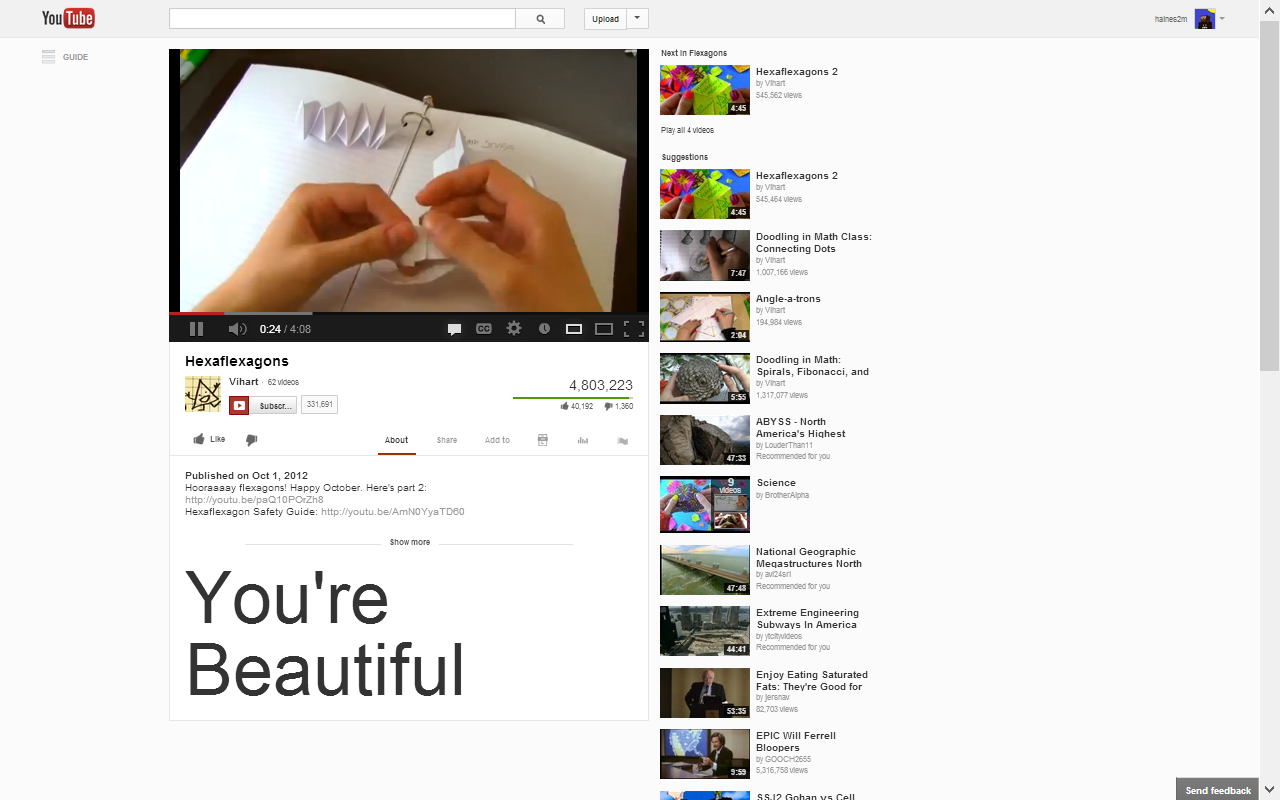 YouTube
Upload
haines2m
GUIDE
0:24 / 4:08
CC
Hexaflexagons
Vihart · 62 videos
Subscr...
331,691
4,803,223
40,192
1,360
Like
About
Share
Add to
Published on Oct 1, 2012
Hooraaaay flexagons! Happy October. Here's part 2:
http://youtu.be/paQ10POrZh8
Hexaflexagon Safety Guide: http://youtu.be/AmN0YyaTD60
Show more
You're
Beautiful
Next in Flexagons
Hexaflexagons 2
by Vihart
545,562 views
4:45
Play all 4 videos
Suggestions
Hexaflexagons 2
by Vihart
545,464 views
4:45
Doodling in Math Class:
Connecting Dots
by Vihart
1,007,166 views
7:47
Angle-a-trons
by Vihart
194,984 views
2:04
Doodling in Math:
Spirals, Fibonacci, and
by Vihart
1,317,077 views
5:55
ABYSS - North
America's Highest
by LouderThan11
Recommended for you
47:33
Science
by BrotherAlpha
9
videos
National Geographic
Megastructures North
by avi24sri
Recommended for you
47:48
Extreme Engineering
Subways In America
by ytcityvideos
Recommended for you
44:41
Enjoy Eating Saturated
Fats: They're Good for
by jersnav
82,703 views
53:35
EPIC Will Ferrell
Bloopers
by GOOCH2655
5,316,758 views
9:59
SSJ2 Gohan vs Cell
Send feedback